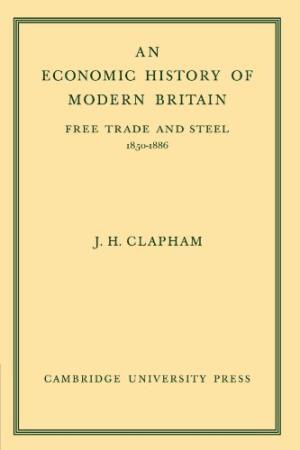 AN
ECONOMIC HISTORY OF
MODERN BRITAIN
FREE TRADE AND STEEL
1850-1886
J. H. CLAPHAM
CAMBRIDGE UNIVERSITY PRESS